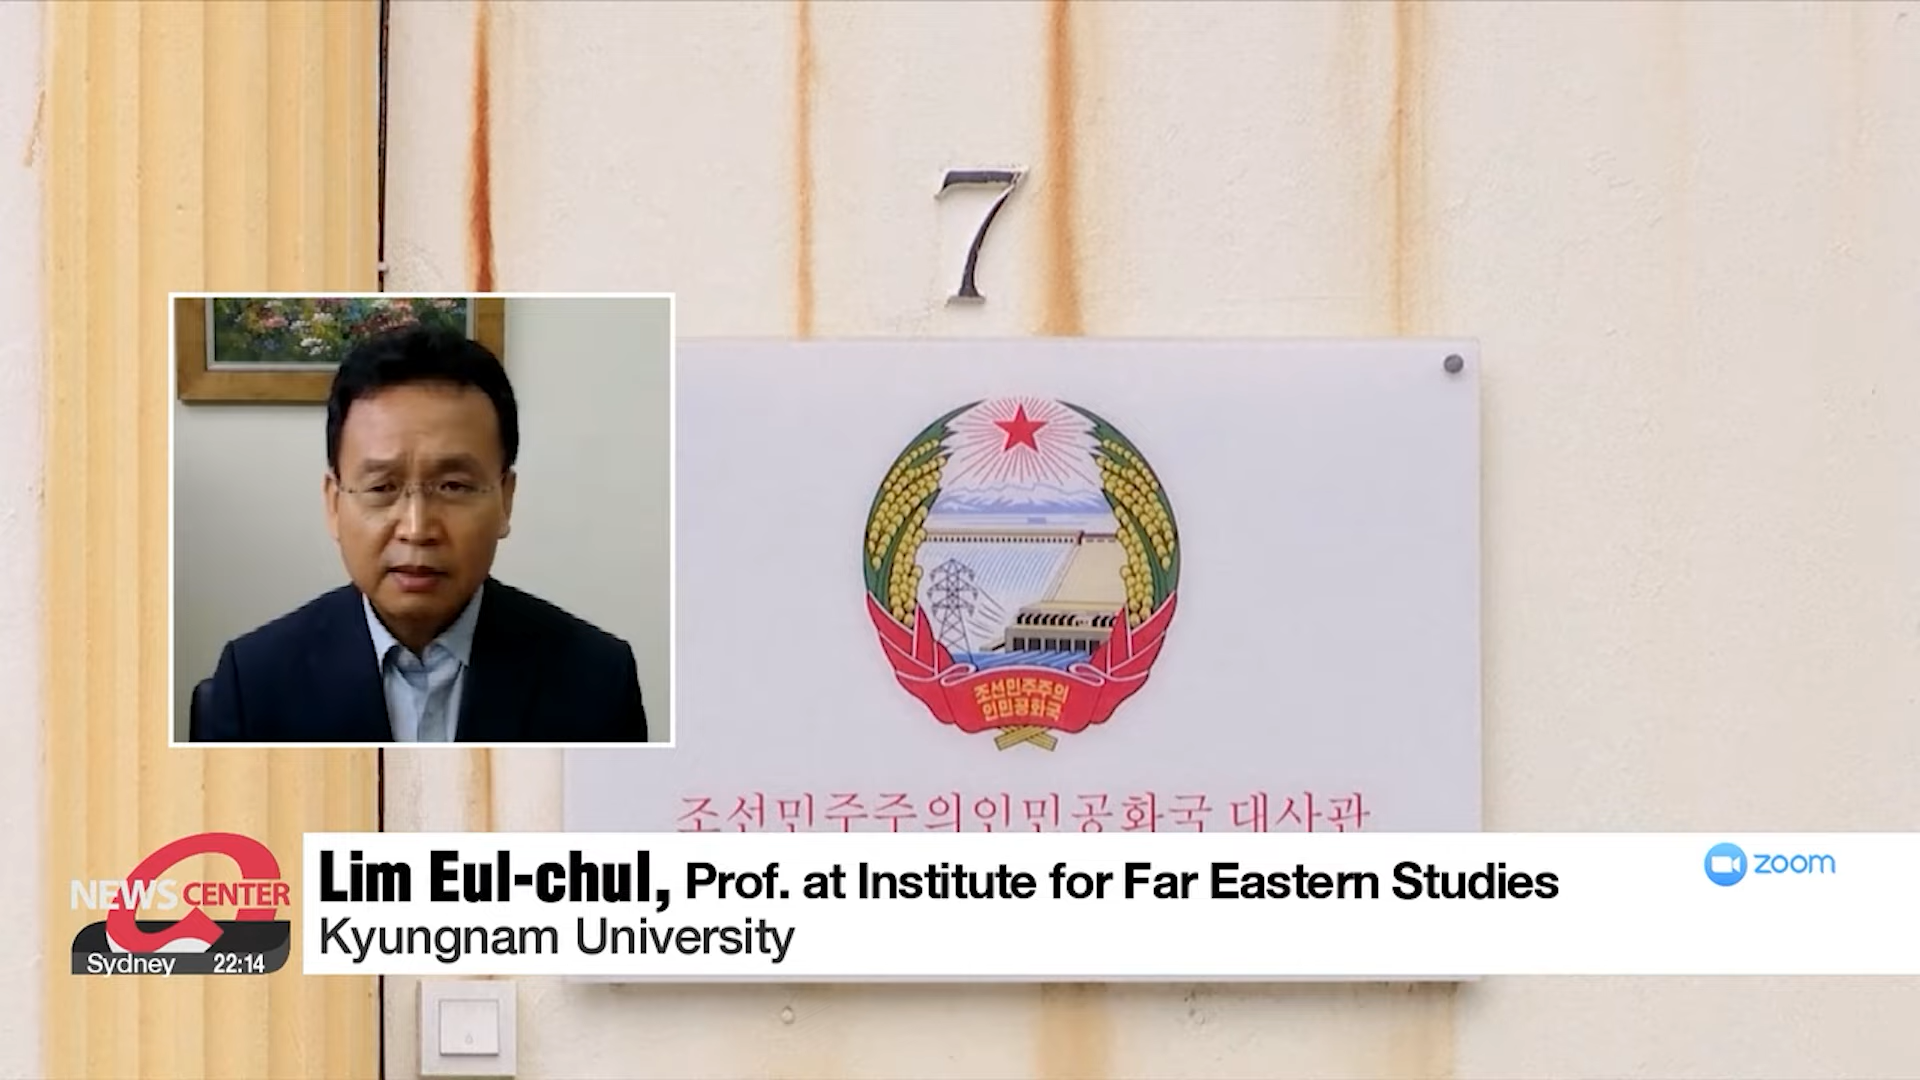 7
조선민주주의
인민공화국
조선민주주의인민공화국 대사관
NEWS CENTER
Lim Eul-chul, Prof. at Institute for Far Eastern Studies
zoom
Kyungnam University
Sydney 22:14